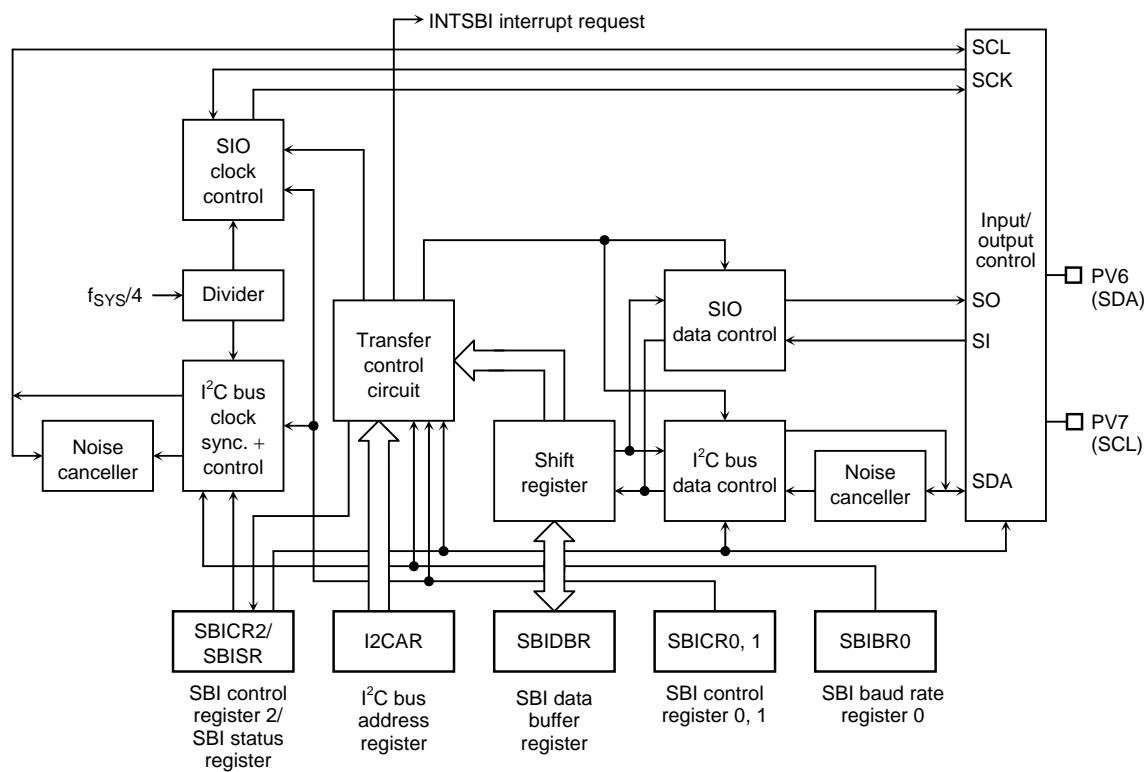 INTSBI interrupt request
SCL
SCK
SIO
clock
control
Input/
output
control
fSYS/4
Divider
SIO
data control
SO
SI
PV6
(SDA)
Transfer
control
circuit
I²C bus
clock
sync. +
control
Noise
canceller
Shift
register
I²C bus
data control
Noise
canceller
SDA
PV7
(SCL)
SBICR2/
SBISR
I2CAR
SBIDBR
SBICR0, 1
SBIBR0
SBI control
register 2/
SBI status
register
I²C bus
address
register
SBI data
buffer
register
SBI control
register 0, 1
SBI baud rate
register 0